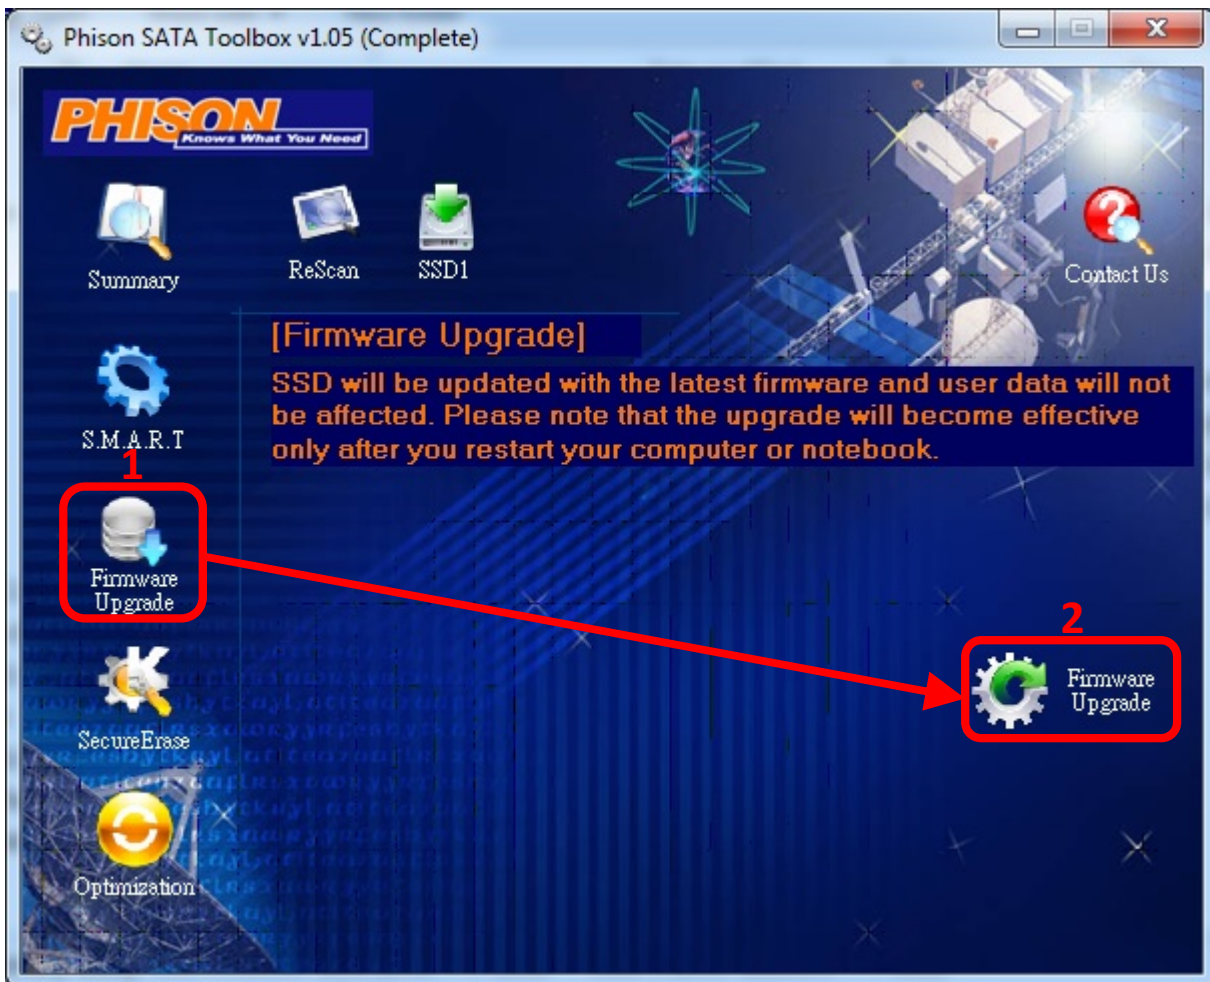 Phison SATA Toolbox v1.05 (Complete)
PHISON
Knows What You Need
Summary
ReScan
SSD1
Contact Us
[Firmware Upgrade]
SSD will be updated with the latest firmware and user data will not
be affected. Please note that the upgrade will become effective
only after you restart your computer or notebook.
S.M.A.R.T
1
Firmware
Upgrade
2
Firmware
Upgrade
SecureErase
Optimization